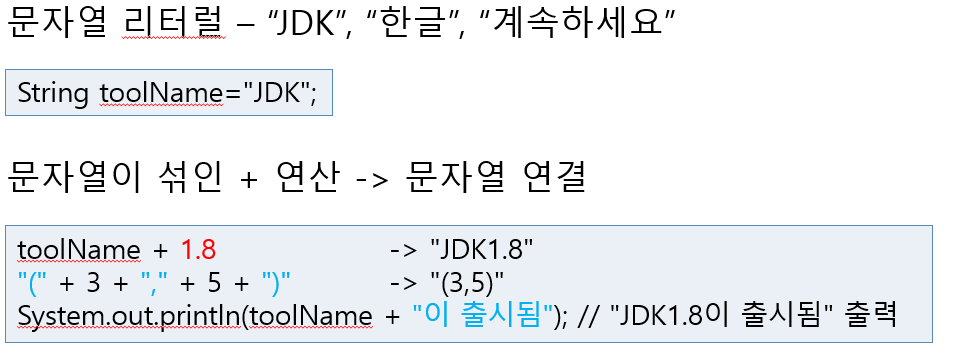 문자열 리터럴 – “JDK”, “한글”, “계속하세요”
String toolName="JDK";
문자열이 섞인 + 연산 -> 문자열 연결
toolName + 1.8 -> "JDK1.8"
"(" + 3 + "," + 5 + ")" -> "(3,5)"
System.out.println(toolName + "이 출시됨"); // "JDK1.8이 출시됨" 출력